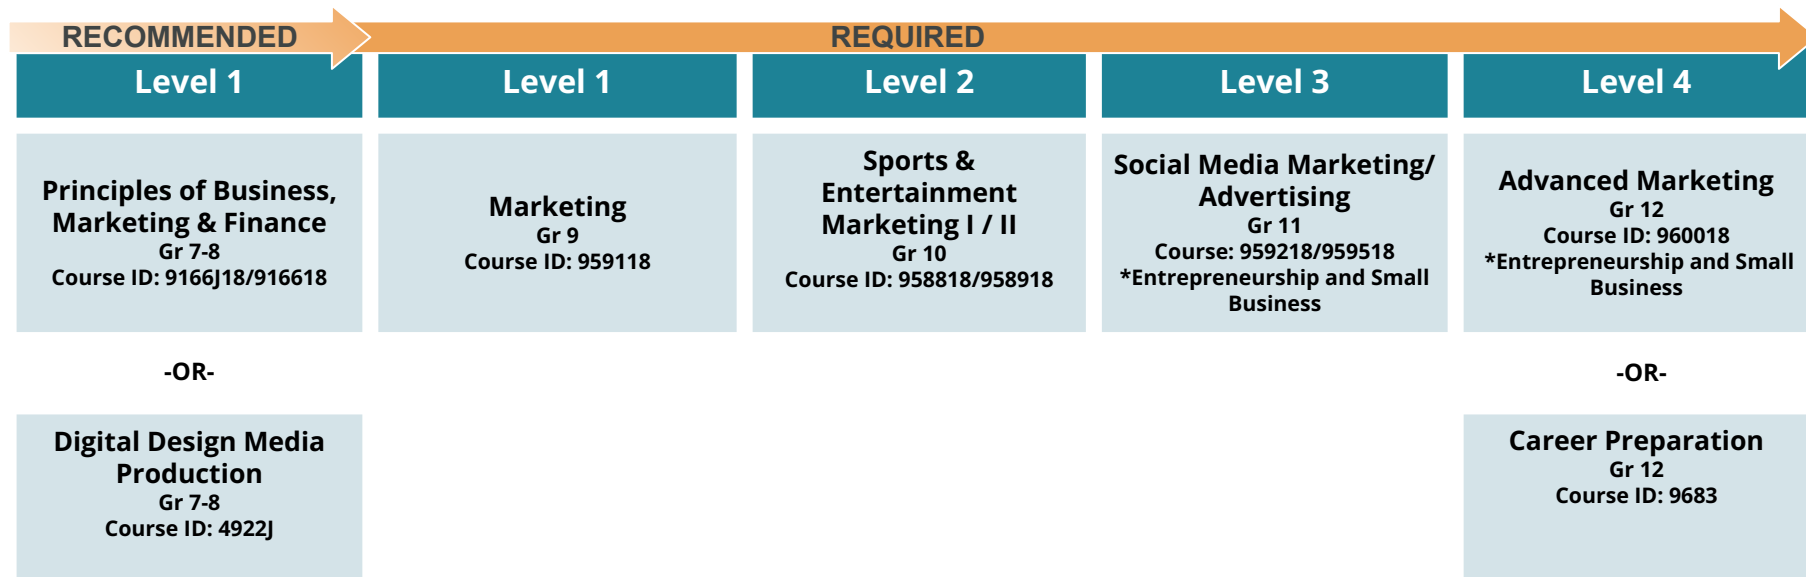 RECOMMENDED
REQUIRED
Level 1
Level 1
Level 2
Level 3
Level 4
Principles of Business,
Marketing & Finance
Gr 7-8
Course ID: 9166J18/916618
Marketing
Gr 9
Course ID: 959118
Sports &
Entertainment
Marketing I / II
Gr 10
Course ID: 958818/958918
Social Media Marketing/
Advertising
Gr 11
Course: 959218/959518
*Entrepreneurship and Small
Business
Advanced Marketing
Gr 12
Course ID: 960018
*Entrepreneurship and Small
Business
-OR-
-OR-
Digital Design Media
Production
Gr 7-8
Course ID: 4922J
Career Preparation
Gr 12
Course ID: 9683